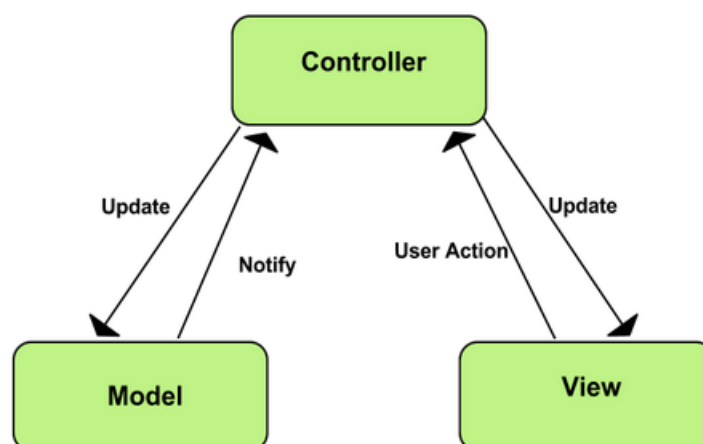 Controller
Update
Update
User Action
Notify
Model
View